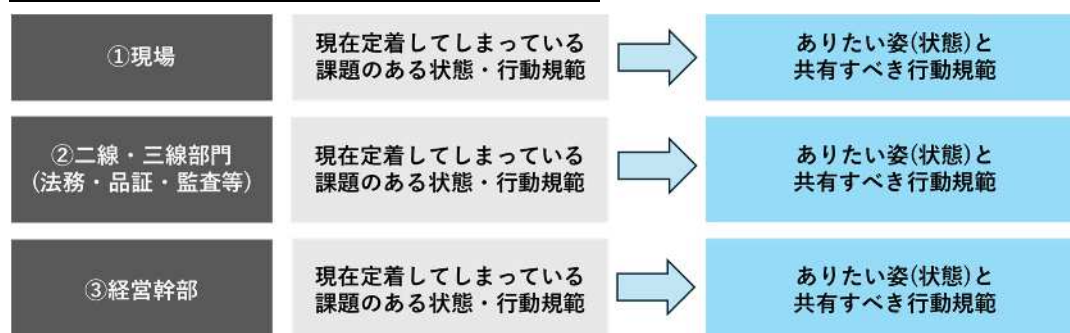 ①現場
現在定着してしまっている
課題のある状態・行動規範
ありたい姿(状態)と
共有すべき行動規範
②二線・三線部門
(法務・品証・監査等)
現在定着してしまっている
課題のある状態・行動規範
ありたい姿(状態)と
共有すべき行動規範
③経営幹部
現在定着してしまっている
課題のある状態・行動規範
ありたい姿(状態)と
共有すべき行動規範